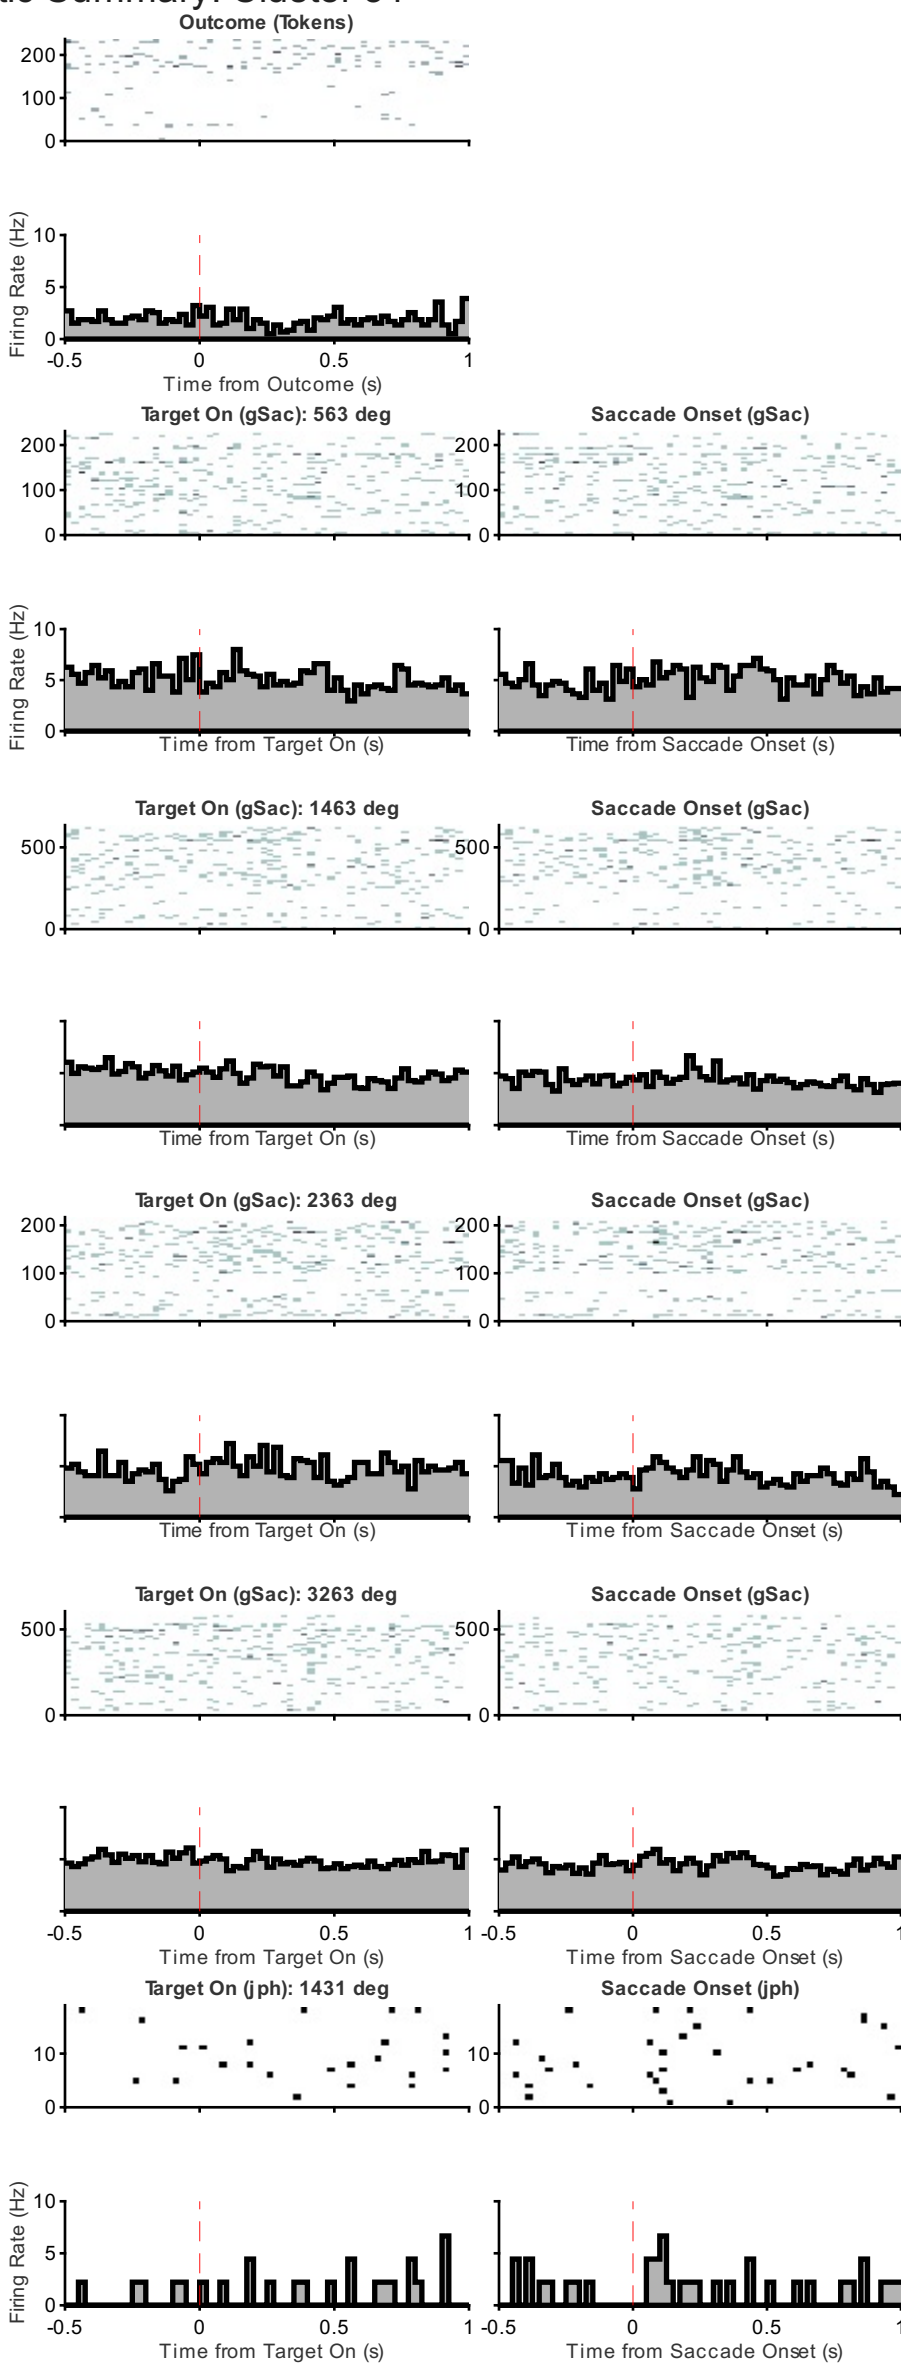 Summary: Cluster
Outcome (Tokens)
200
100
0
Firing Rate (Hz)
10
5
0
-0.5 0 0.5 1
Time from Outcome (s)
Target On (gSac): 563 deg Saccade Onset (gSac)
200 200
100 100
0 0
Firing Rate (Hz)
10
5
0
Time from Target On (s) Time from Saccade Onset (s)
Target On (gSac): 1463 deg Saccade Onset (gSac)
500 500
0 0
Time from Target On (s) Time from Saccade Onset (s)
Target On (gSac): 2363 deg Saccade Onset (gSac)
200 200
100 100
0 0
Time from Target On (s) Time from Saccade Onset (s)
Target On (gSac): 3263 deg Saccade Onset (gSac)
500 500
0 0
-0.5 0 0.5 1 -0.5 0 0.5 1
Time from Target On (s) Time from Saccade Onset (s)
Target On (jph): 1431 deg Saccade Onset (jph)
10 10
0 0
Firing Rate (Hz)
10
5
0
-0.5 0 0.5 1 -0.5 0 0.5 1
Time from Target On (s) Time from Saccade Onset (s)